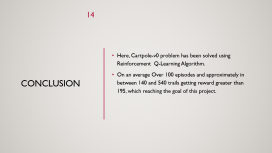 14
CONCLUSION
• Here, Cartpole-v0 problem has been solved using
Reinforcement Q-Learning Algorithm.
• On an average Over 100 episodes and approximately in
between 140 and 540 trails getting reward greater than
195, which reaching the goal of this project.